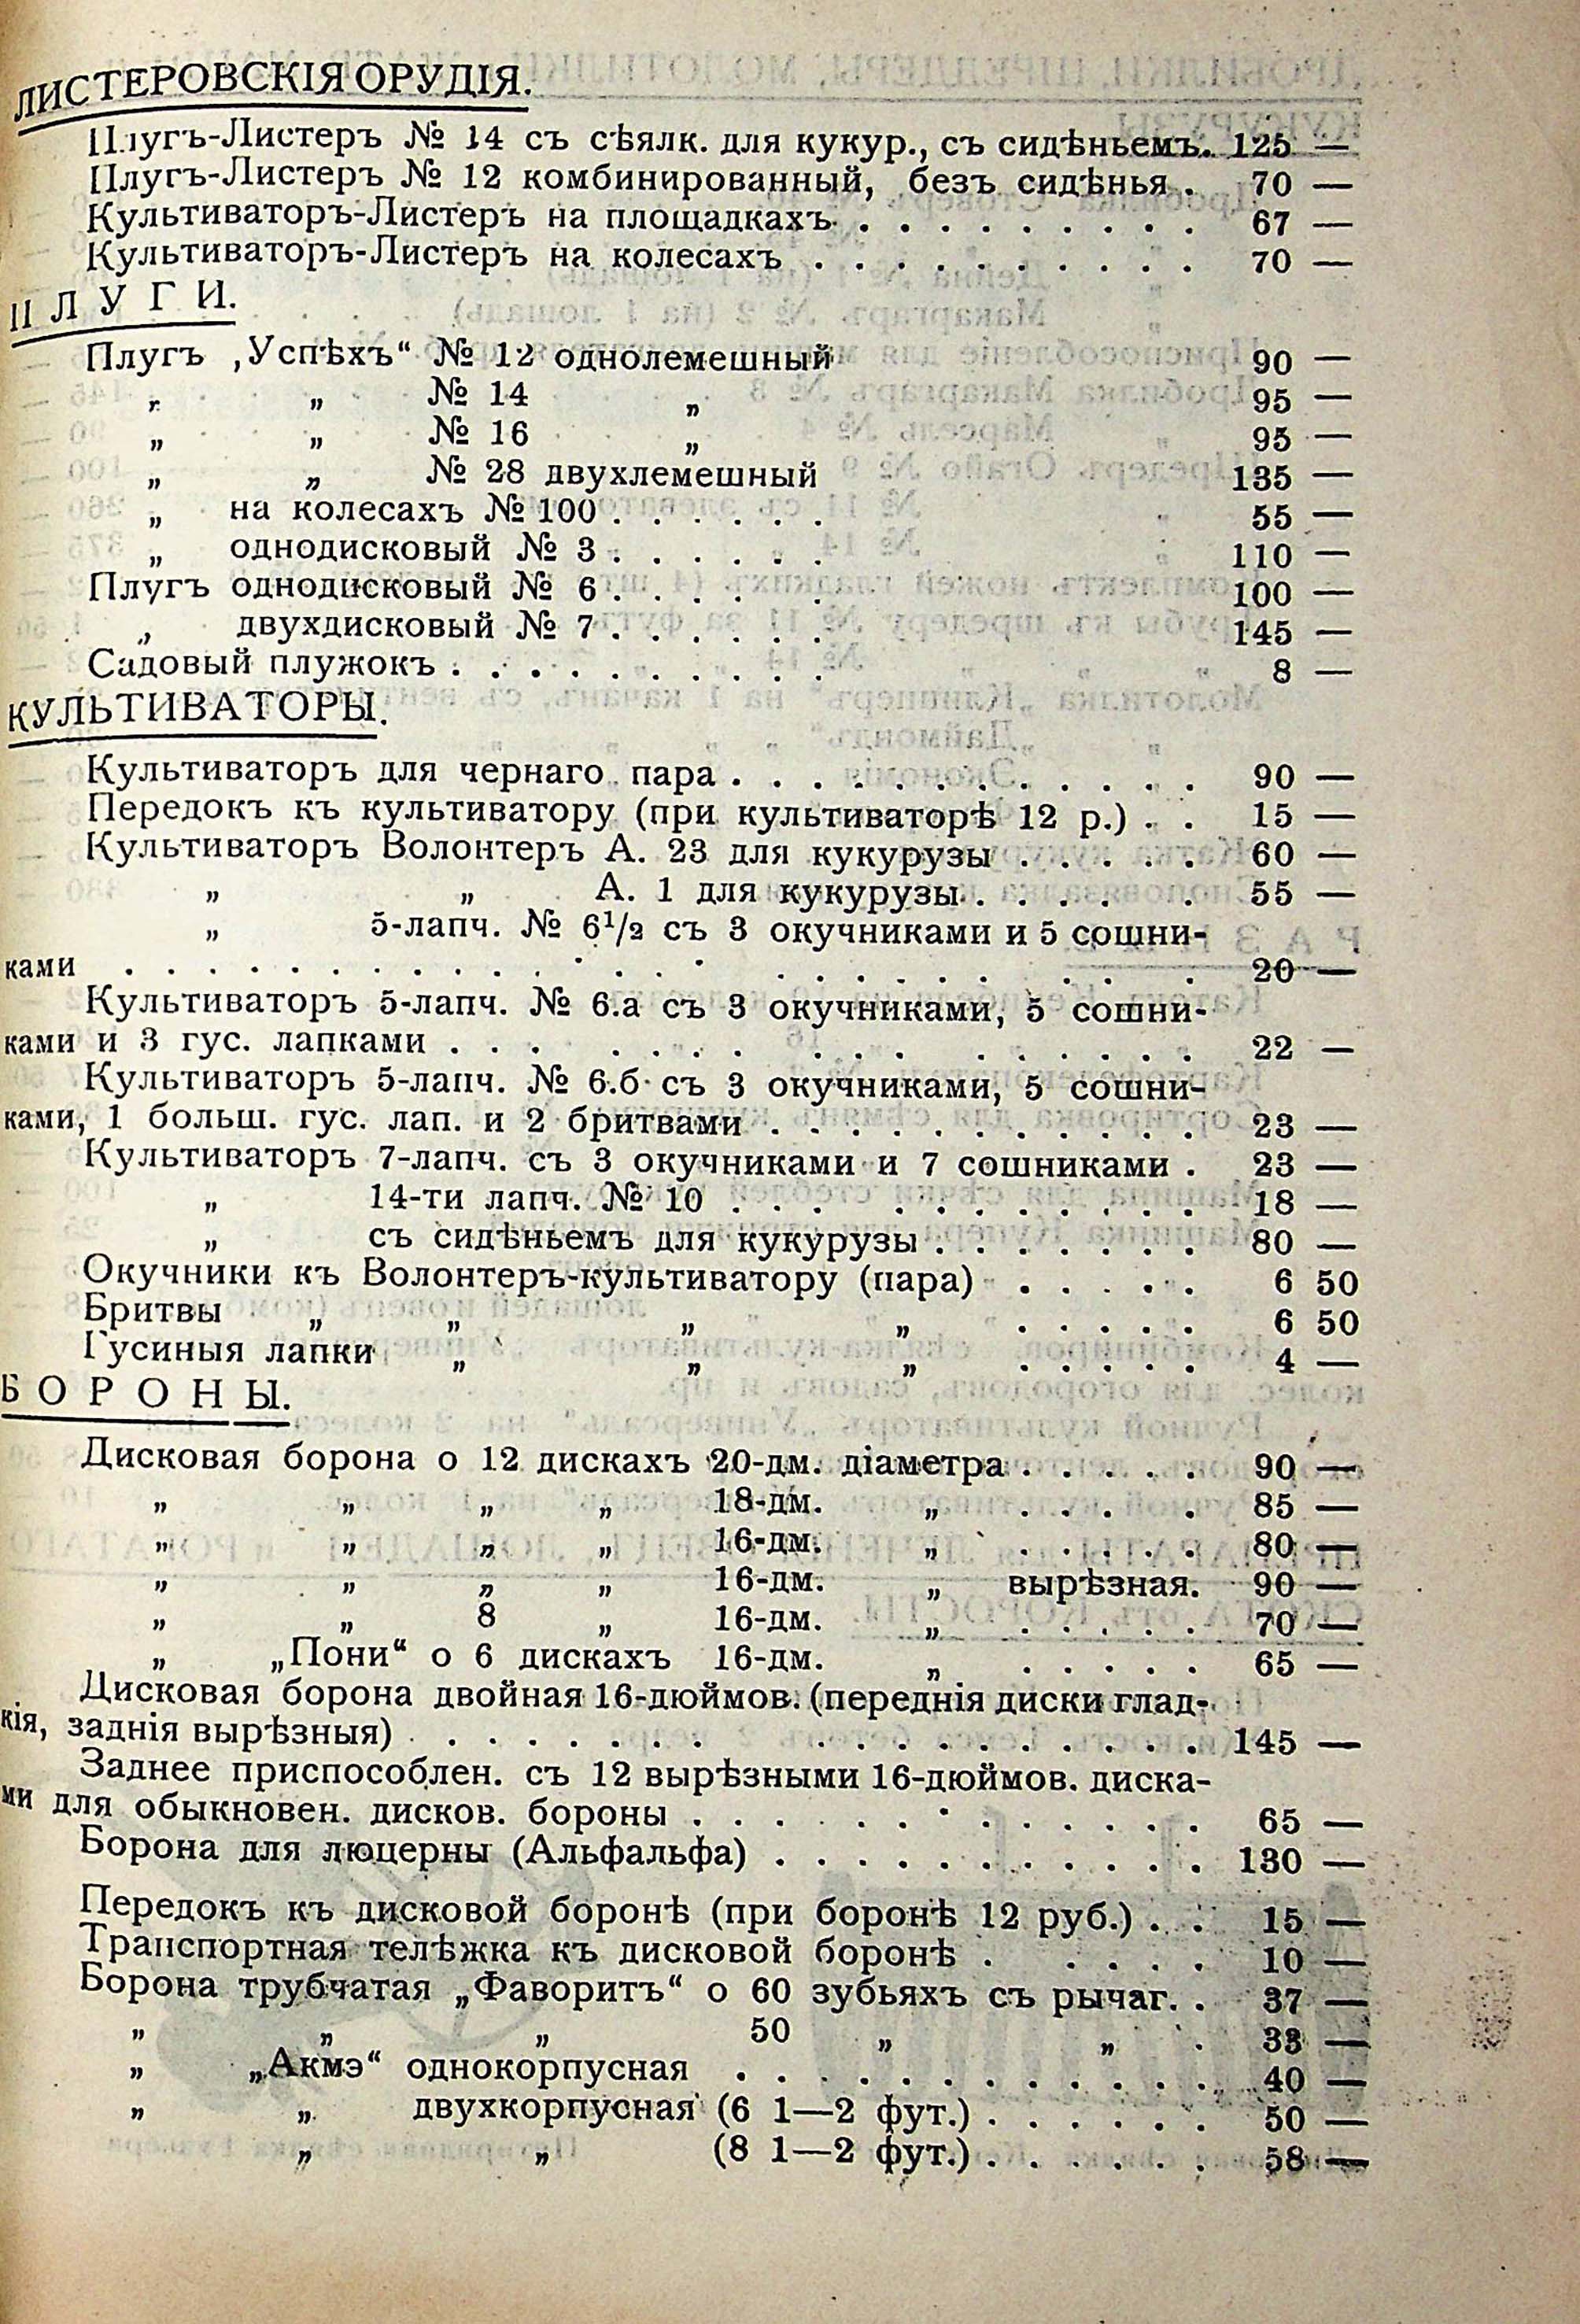 ЛИСТЕРОВСКІЯ ОРУДІЯ.
Плугъ-Листеръ № 14 съ сѣялк. для кукур., съ сидѣньемъ. 125 —
Плугъ-Листеръ № 12 комбинированный, безъ сидѣнья . 70 —
Культиваторъ-Листеръ на площадкахъ . . . . . . . . . . 67 —
Культиваторъ-Листеръ на колесахъ . . . . . . . . . . 70 —
ПЛУГИ.
Плугъ „Успѣхъ“ № 12 однолемешный 90 —
„ „ № 14 „ 95 —
„ „ № 16 „ 95 —
„ „ № 28 двухлемешный 135 —
„ на колесахъ № 100 . . . . . . 55 —
„ однодисковый № 3 . . . . . . 110 —
Плугъ однодисковый № 6 . . . . . . 100 —
„ двухдисковый № 7 . . . . . . 145 —
Садовый плужокъ . . . . . . . . . . 8 —
КУЛЬТИВАТОРЫ.
Культиваторъ для чернаго пара . . . . . . . . . . . . 90 —
Передокъ къ культиватору (при культиваторѣ 12 р.) . . 15 —
Культиваторъ Волонтеръ А. 23 для кукурузы . . . . . 60 —
„ „ А. 1 для кукурузы . . . . . . 55 —
„ 5-лапч. № 6¹/₂ съ 3 окучниками и 5 сошни-
ками . . . . . . . . . . . . . . . . . . . . . . . . 20 —
Культиваторъ 5-лапч. № 6.а съ 3 окучниками, 5 сошни-
ками и 3 гус. лапками . . . . . . . . . . . . . . . . 22 —
Культиваторъ 5-лапч. № 6.б съ 3 окучниками, 5 сошни-
ками, 1 больш. гус. лап. и 2 бритвами . . . . . . . . . . . 23 —
Культиваторъ 7-лапч. съ 3 окучниками и 7 сошниками . 23 —
„ 14-ти лапч. № 10 . . . . . . . . . . . 18 —
„ съ сидѣньемъ для кукурузы . . . . . . . 80 —
Окучники къ Волонтеръ-культиватору (пара) . . . . . 6 50
Бритвы „ „ „ „ . . . . . 6 50
Гусиныя лапки „ „ „ . . . . . 4 —
БОРОНЫ.
Дисковая борона о 12 дискахъ 20-дм. діаметра . . . . . 90 —
„ „ „ „ 18-дм. „ . . . . . 85 —
„ „ „ „ 16-дм. „ . . . . . 80 —
„ „ „ „ 16-дм. „ вырѣзная. 90 —
„ „ 8 „ 16-дм. „ . . . . . 70 —
„ „Пони“ о 6 дискахъ 16-дм. „ . . . . . 65 —
Дисковая борона двойная 16-дюймов. (переднія диски глад-
кія, заднія вырѣзныя) . . . . . . . . . . . . . . . . . . 145 —
Заднее приспособлен. съ 12 вырѣзными 16-дюймов. диска-
ми для обыкновен. дисков. бороны . . . . . . . . . . . . . 65 —
Борона для люцерны (Альфальфа) . . . . . . . . . . . . 130 —
Передокъ къ дисковой боронѣ (при боронѣ 12 руб.) . . 15 —
Транспортная телѣжка къ дисковой боронѣ . . . . . 10 —
Борона трубчатая „Фаворитъ“ о 60 зубьяхъ съ рычаг. . 37 —
„ „ „ 50 „ „ . 33 —
„ „Акмэ“ однокорпусная . . . . . . . . . . . . 40 —
„ „ двухкорпусная (6 1—2 фут.) . . . . . . 50 —
„ „ (8 1—2 фут.) . . . . . . 58 —